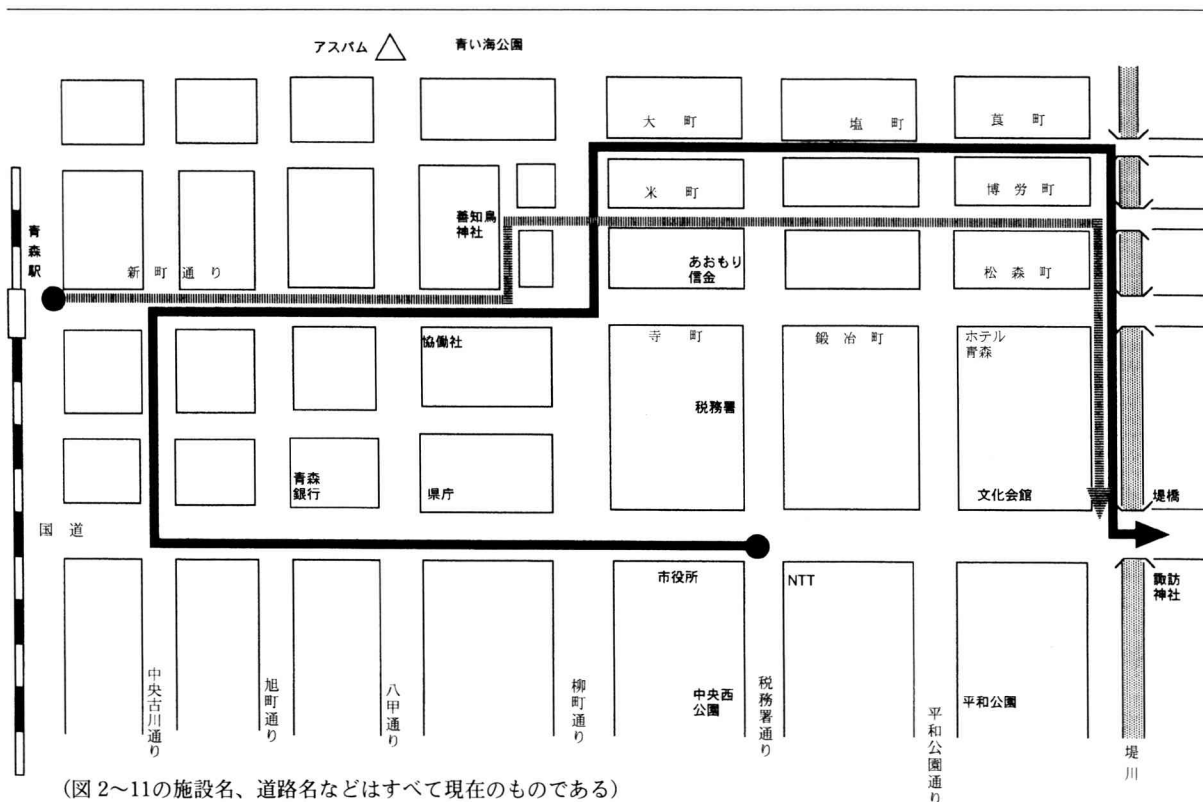 アスパム
青い海公園
大　町
塩　町
莨　町
米　町
博労町
善知鳥
神社
青森駅
新町通り
あおもり
信金
松森町
協働社
寺　町
鍛冶町
ホテル
青森
税務署
青森
銀行
県庁
文化会館
堤橋
国道
市役所
NTT
諏訪
神社
中央古川通り
旭町通り
八甲通り
柳町通り
中央西
公園
税務署通り
平和公園通り
平和公園
堤川
(図 2〜11の施設名、道路名などはすべて現在のものである)